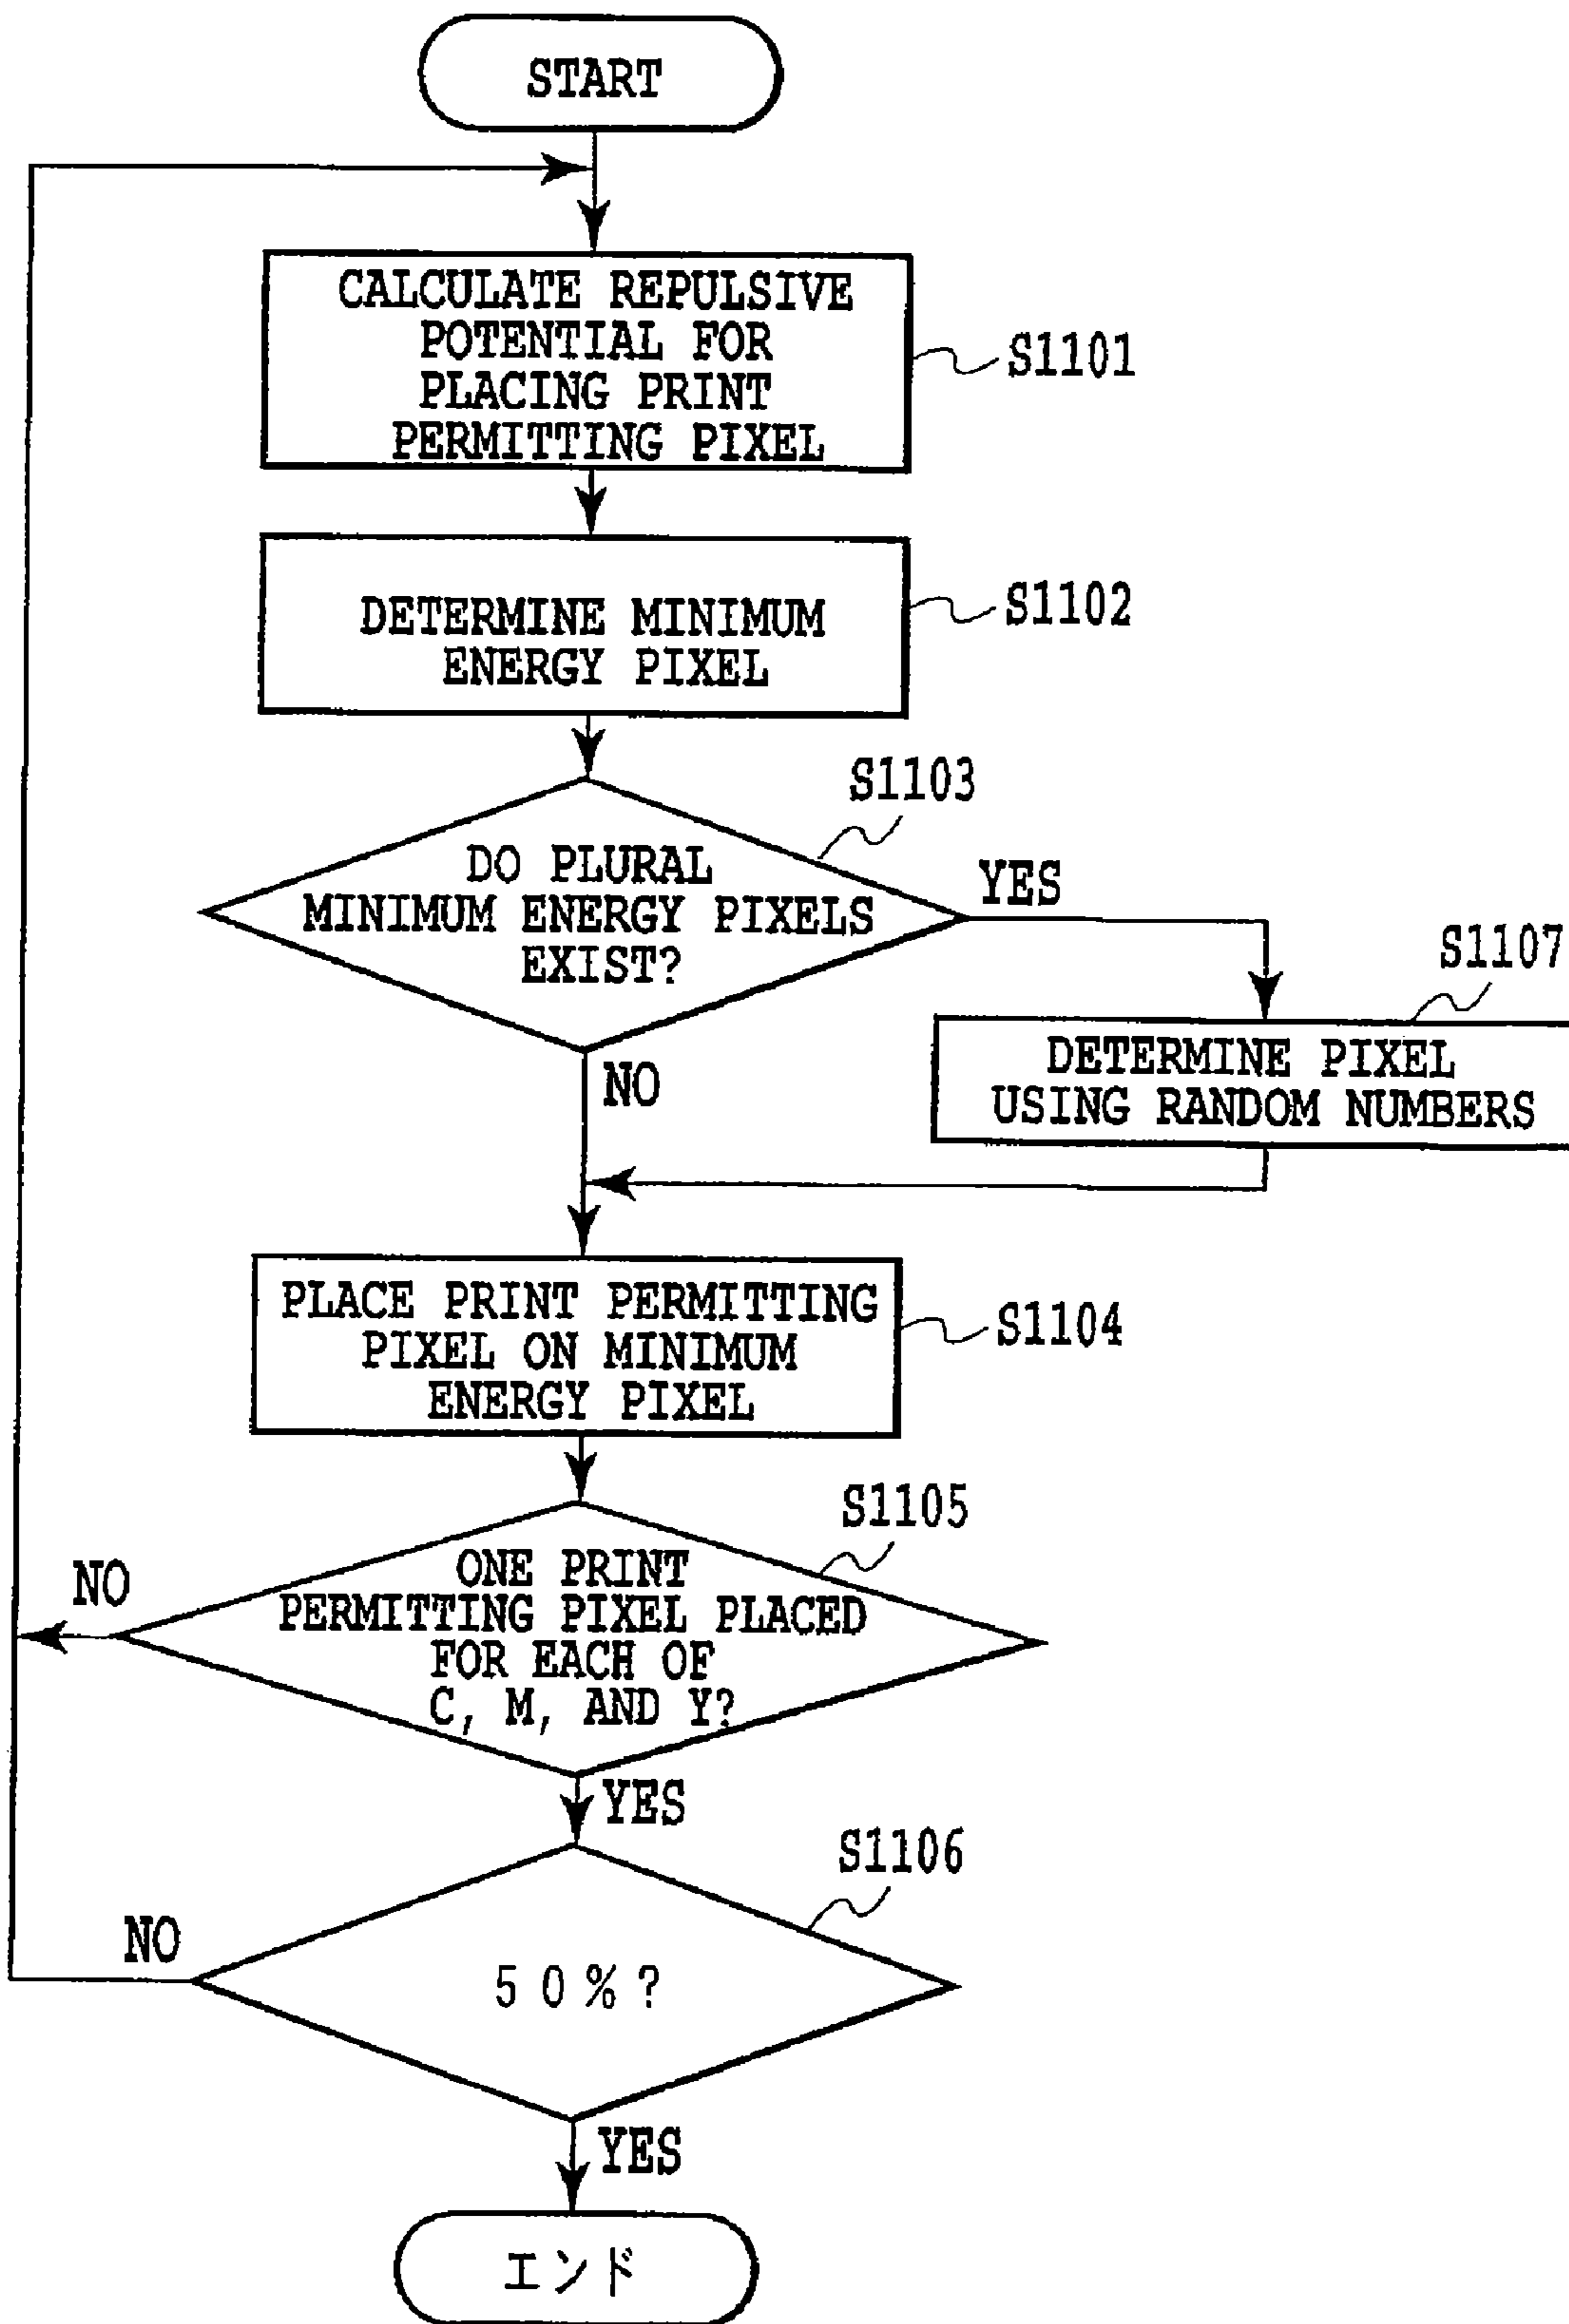 START
CALCULATE REPULSIVE
POTENTIAL FOR
PLACING PRINT
PERMITTING PIXEL
S1101
DETERMINE MINIMUM
ENERGY PIXEL
S1102
S1103
DO PLURAL
MINIMUM ENERGY PIXELS
EXIST?
YES
S1107
DETERMINE PIXEL
USING RANDOM NUMBERS
NO
PLACE PRINT PERMITTING
PIXEL ON MINIMUM
ENERGY PIXEL
S1104
S1105
ONE PRINT
PERMITTING PIXEL PLACED
FOR EACH OF
C, M, AND Y?
NO
YES
S1106
50%?
NO
YES
エンド